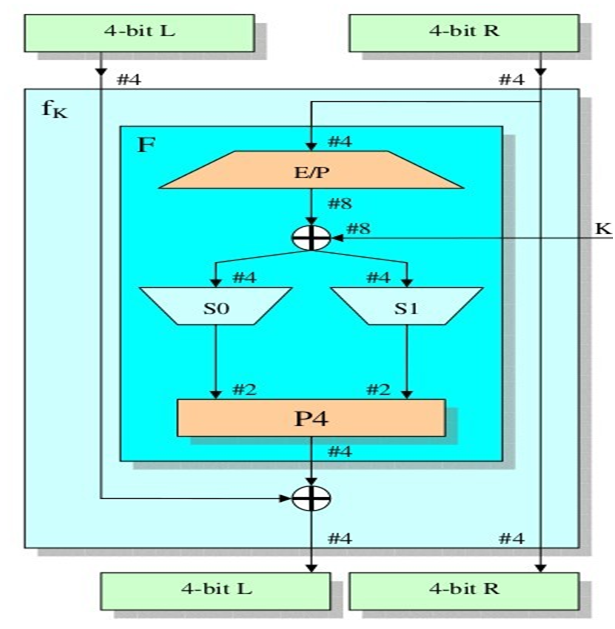 4-bit L 4-bit R
#4 #4
fK
F
#4
E/P
#8
#8 K
#4 #4
S0 S1
#2 #2
P4
#4
#4 #4
4-bit L 4-bit R